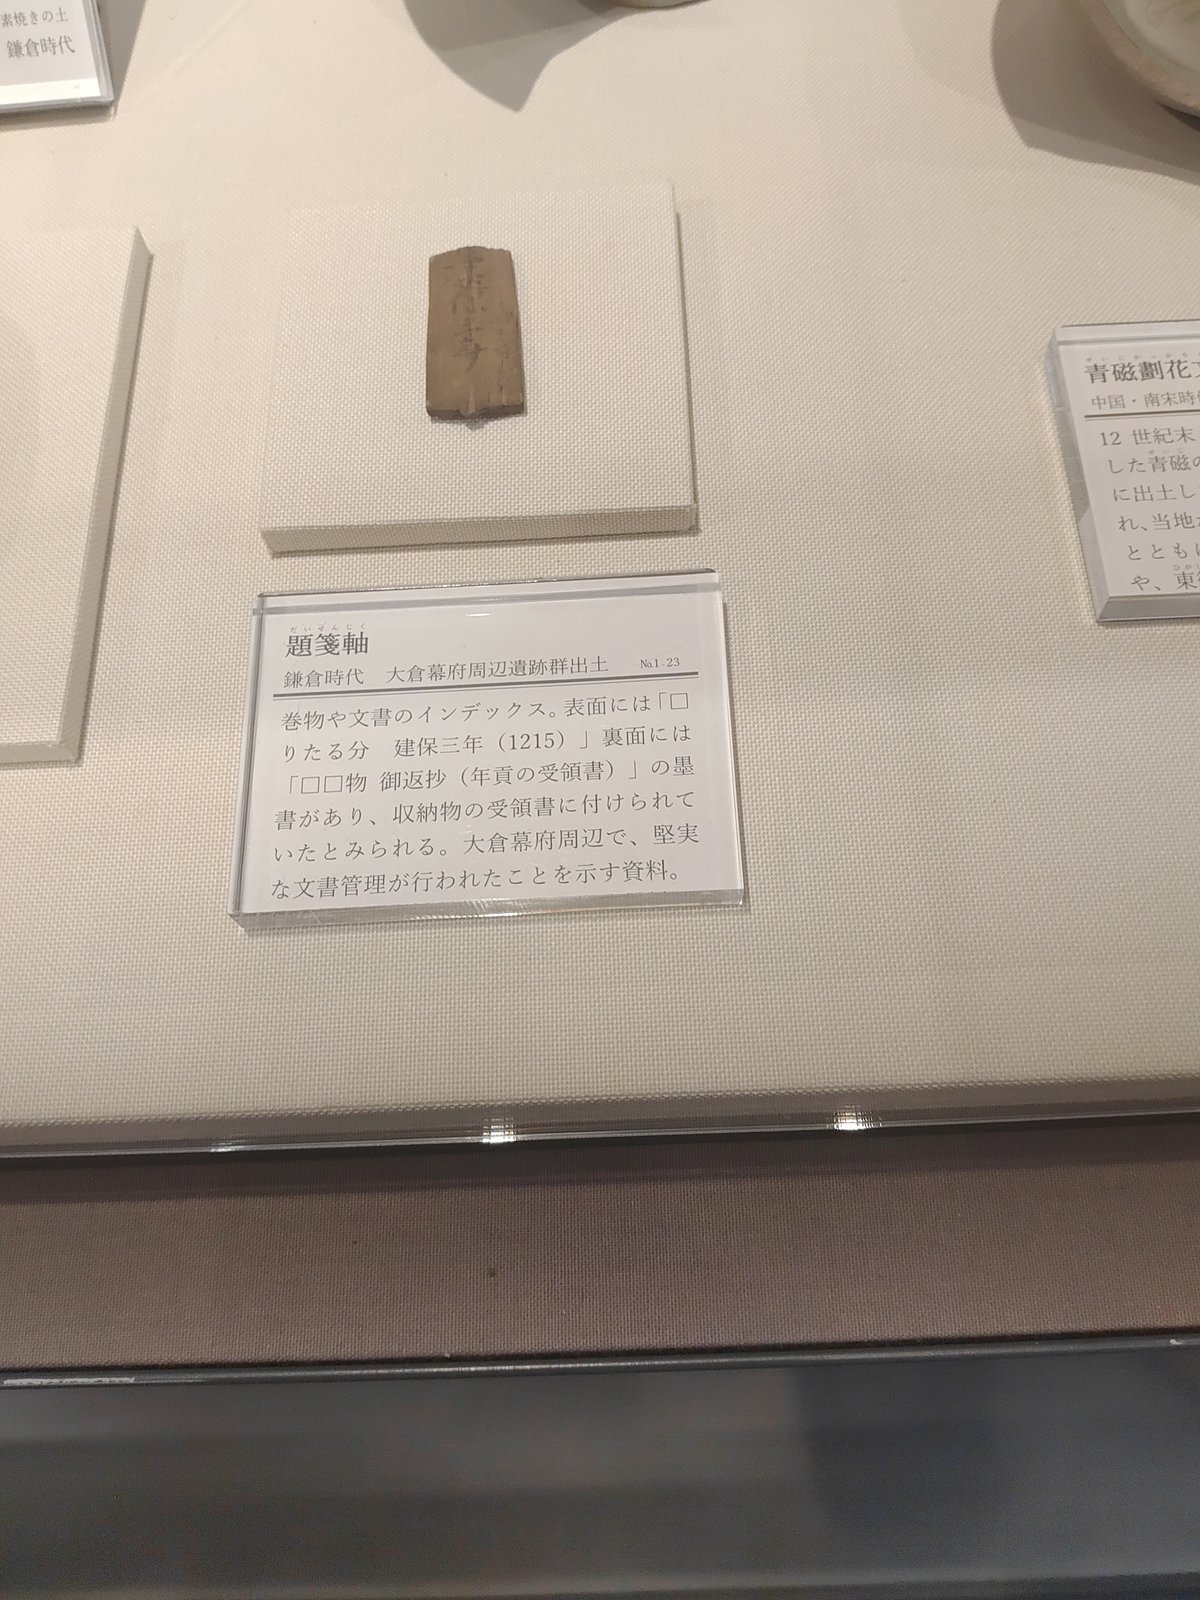 素焼きの土
鎌倉時代
だいせんじく
題箋軸
鎌倉時代　大倉幕府周辺遺跡群出土　No.1-23
巻物や文書のインデックス。表面には「□
りたる分　建保三年（1215）」裏面には
「□□物 御返抄（年貢の受領書）」の墨
書があり、収納物の受領書に付けられて
いたとみられる。大倉幕府周辺で、堅実
な文書管理が行われたことを示す資料。
青磁劃花
中国・南宋時
12 世紀末
した青磁の
に出土し
れ、当地
ととも
や、東